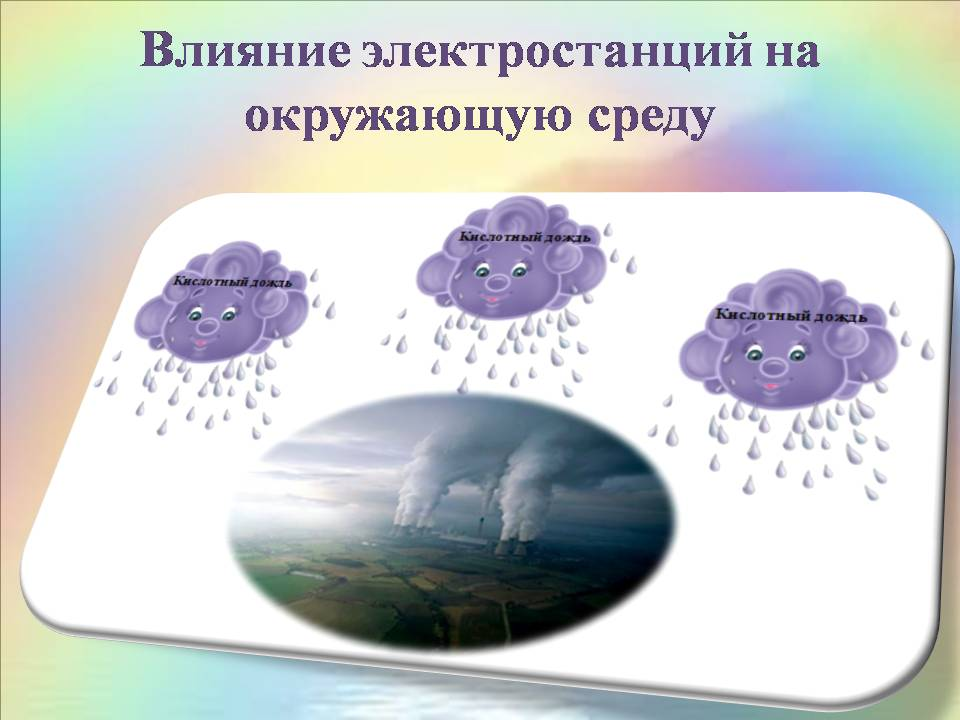 Влияние электростанций на
окружающую среду
Кислотный дождь
Кислотный дождь
Кислотный дождь